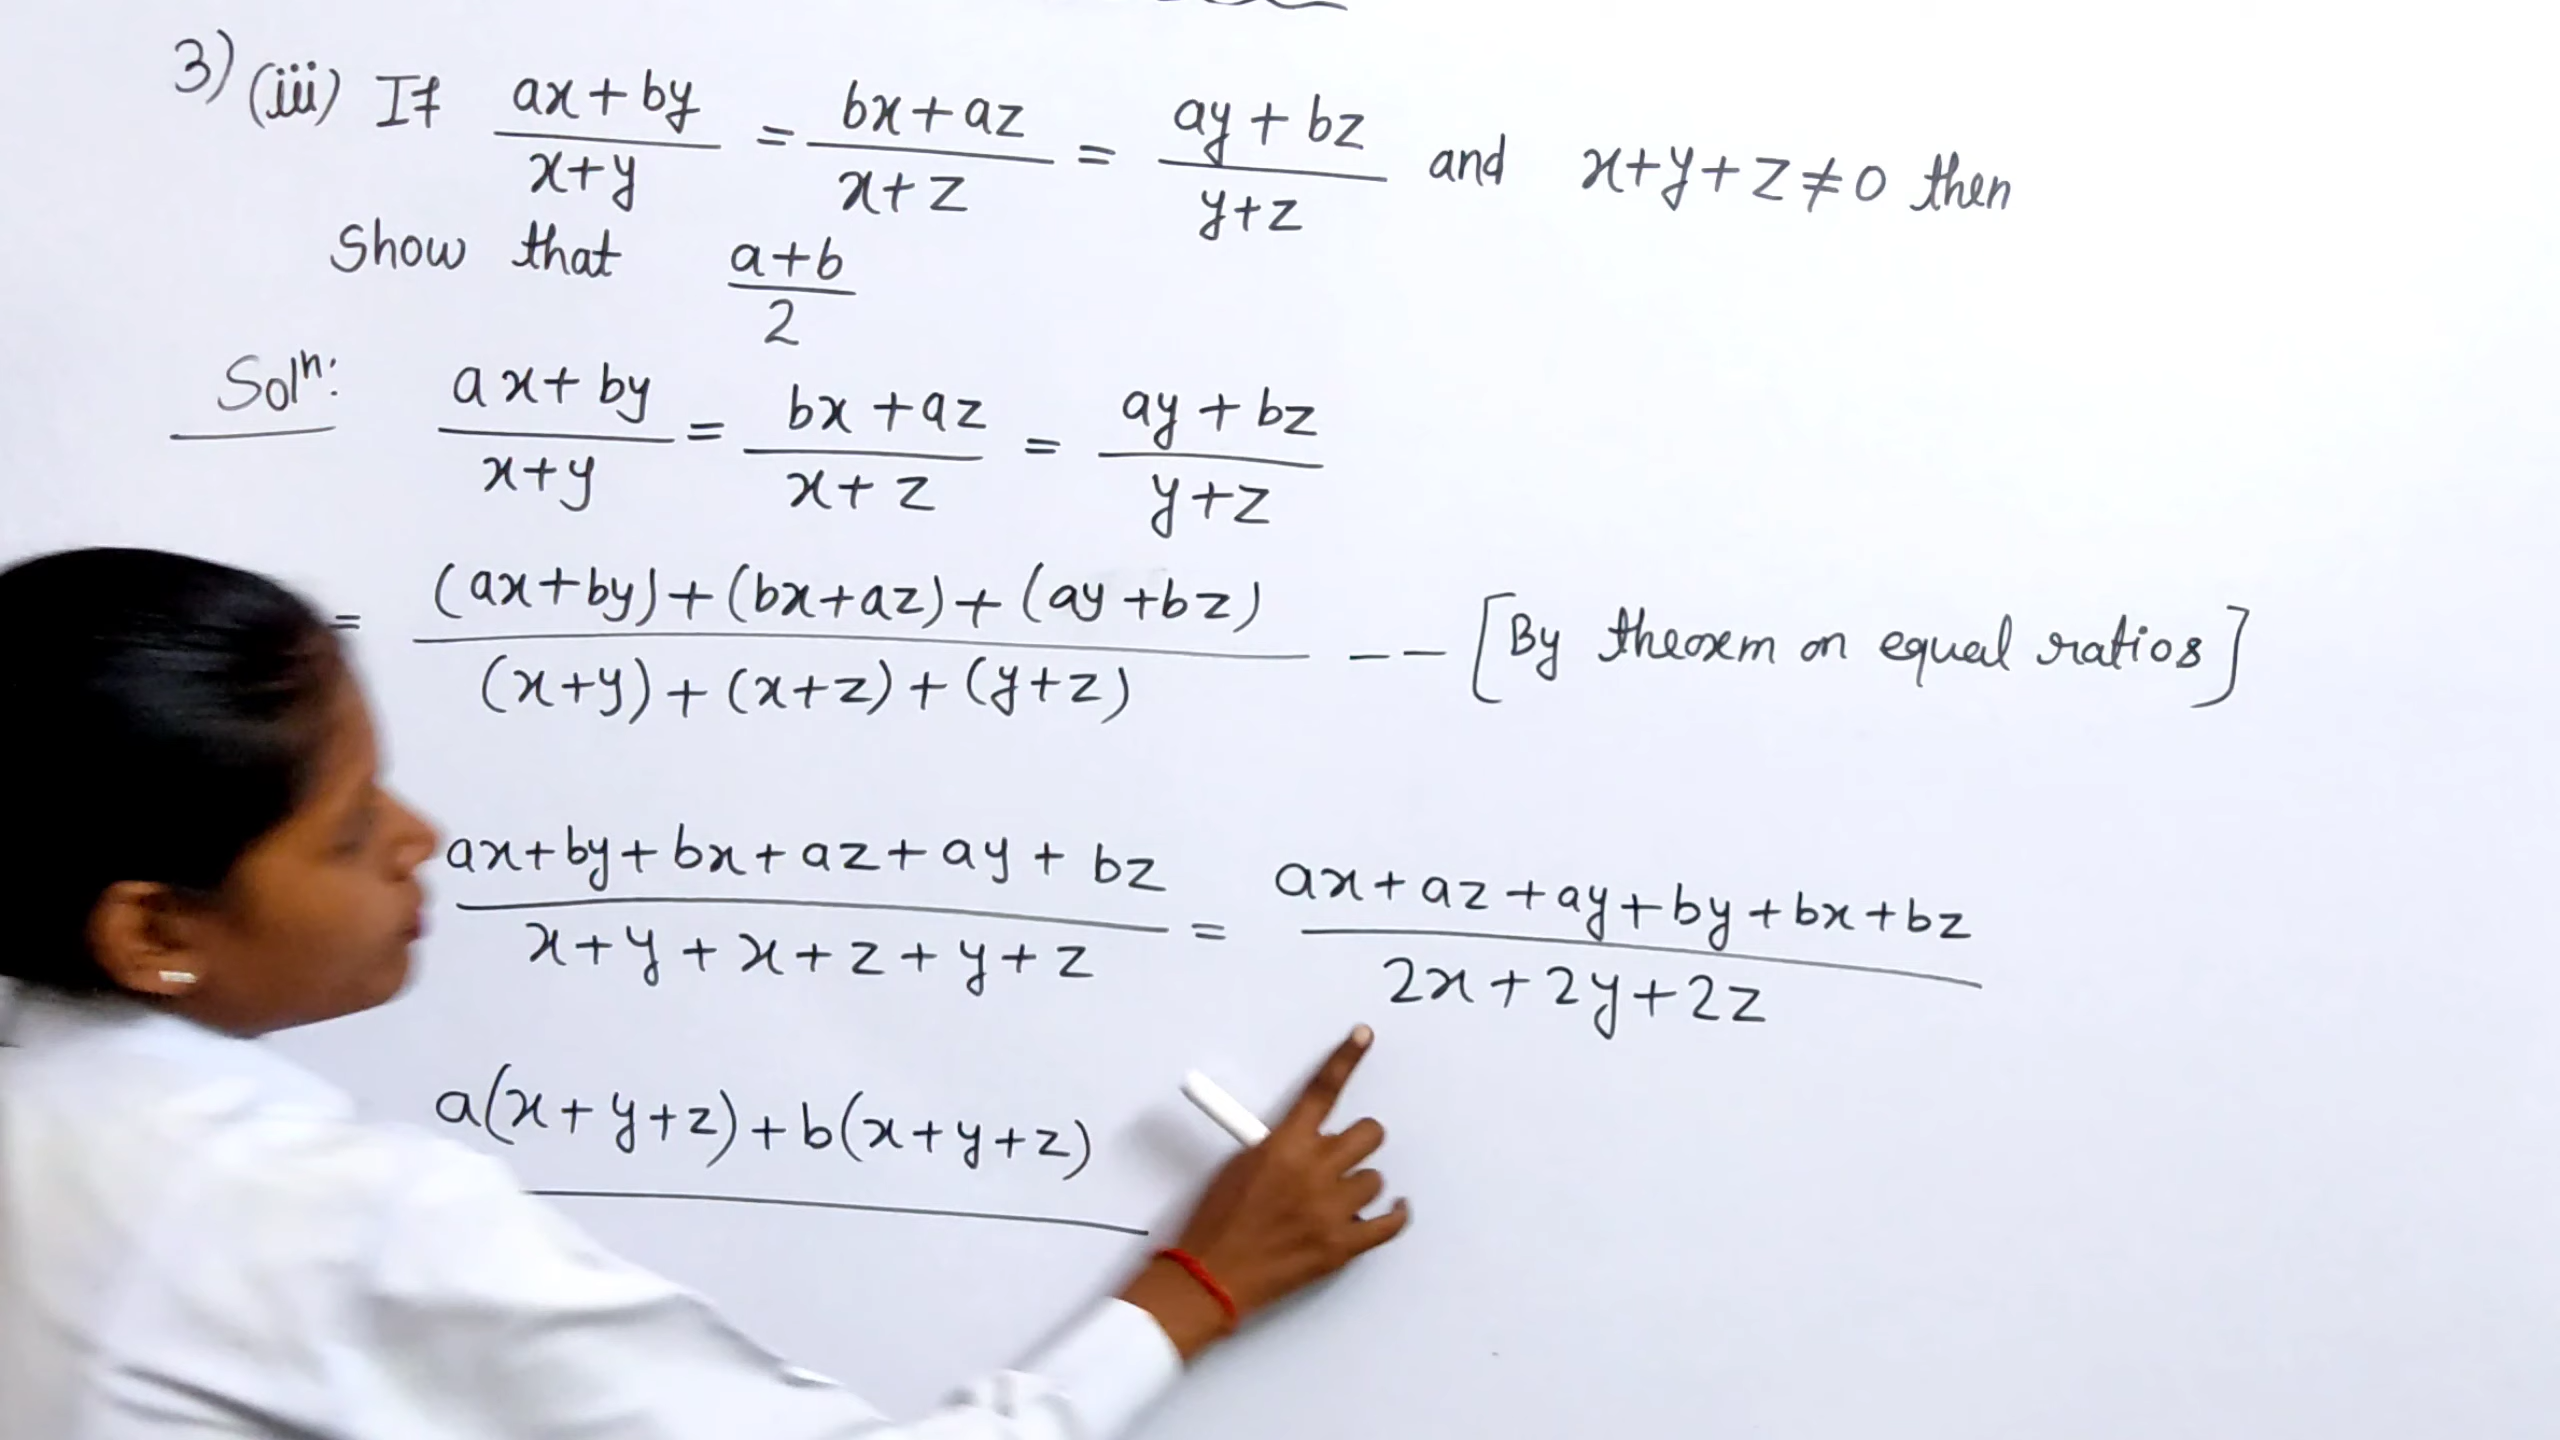 3) (iii) If (ax+by)/(x+y) = (bx+az)/(x+z) = (ay+bz)/(y+z) and x+y+z≠0 then
Show that (a+b)/2
Solⁿ: (ax+by)/(x+y) = (bx+az)/(x+z) = (ay+bz)/(y+z)
= ((ax+by)+(bx+az)+(ay+bz))/((x+y)+(x+z)+(y+z)) -- [By theorem on equal ratios]
(ax+by+bx+az+ay+bz)/(x+y+x+z+y+z) = (ax+az+ay+by+bx+bz)/(2x+2y+2z)
a(x+y+z)+b(x+y+z)